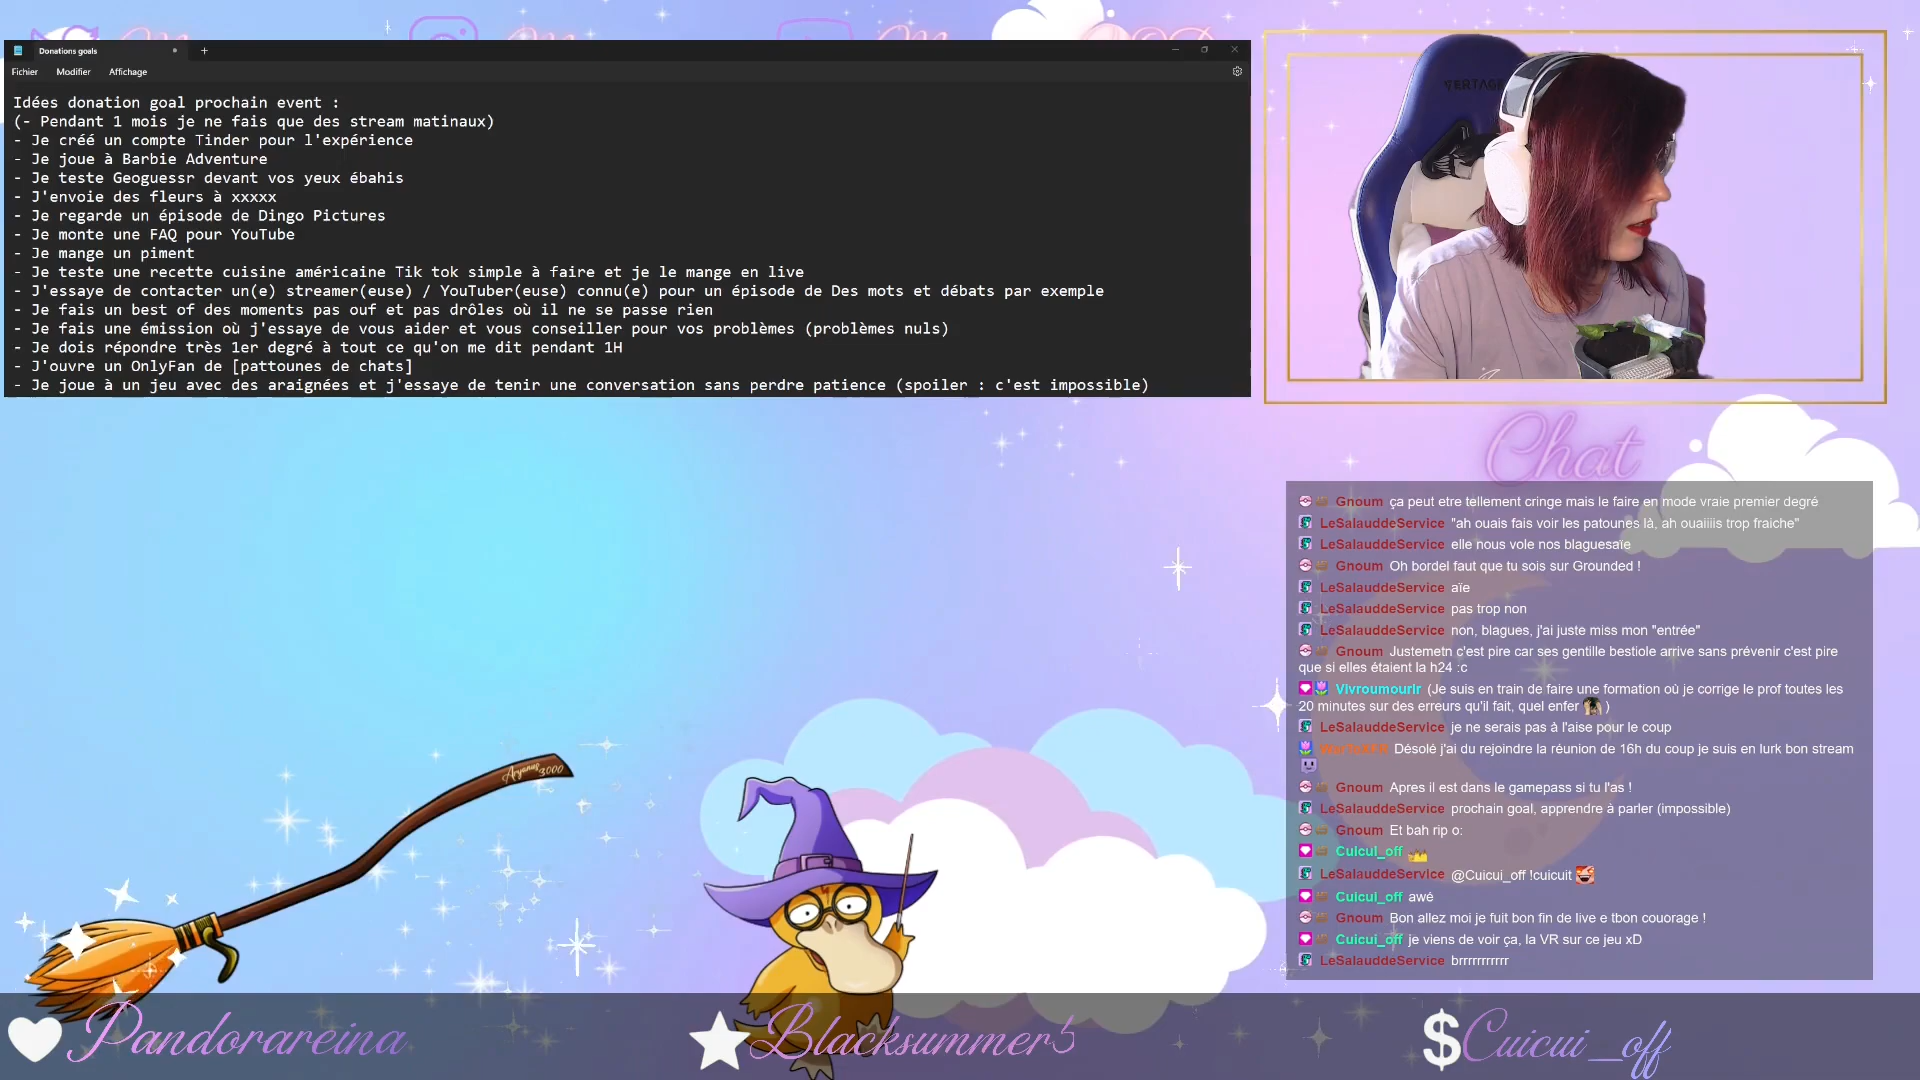 Donations goals
Fichier Modifier Affichage
Idées donation goal prochain event :
(- Pendant 1 mois je ne fais que des stream matinaux)
- Je créé un compte Tinder pour l'expérience
- Je joue à Barbie Adventure
- Je teste Geoguessr devant vos yeux ébahis
- J'envoie des fleurs à xxxxx
- Je regarde un épisode de Dingo Pictures
- Je monte une FAQ pour YouTube
- Je mange un piment
- Je teste une recette cuisine américaine Tik tok simple à faire et je le mange en live
- J'essaye de contacter un(e) streamer(euse) / YouTuber(euse) connu(e) pour un épisode de Des mots et débats par exemple
- Je fais un best of des moments pas ouf et pas drôles où il ne se passe rien
- Je fais une émission où j'essaye de vous aider et vous conseiller pour vos problèmes (problèmes nuls)
- Je dois répondre très 1er degré à tout ce qu'on me dit pendant 1H
- J'ouvre un OnlyFan de [pattounes de chats]
- Je joue à un jeu avec des araignées et j'essaye de tenir une conversation sans perdre patience (spoiler : c'est impossible)
Chat
Gnoum ça peut etre tellement cringe mais le faire en mode vraie premier degré
LeSalauddeService "ah ouais fais voir les patounes là, ah ouaiiiis trop fraiche"
LeSalauddeService elle nous vole nos blaguesaïe
Gnoum Oh bordel faut que tu sois sur Grounded !
LeSalauddeService aïe
LeSalauddeService pas trop non
LeSalauddeService non, blagues, j'ai juste miss mon "entrée"
Gnoum Justemetn c'est pire car ses gentille bestiole arrive sans prévenir c'est pire
que si elles étaient la h24 :c
Vivroumourir (Je suis en train de faire une formation où je corrige le prof toutes les
20 minutes sur des erreurs qu'il fait, quel enfer )
LeSalauddeService je ne serais pas à l'aise pour le coup
Désolé j'ai du rejoindre la réunion de 16h du coup je suis en lurk bon stream
Gnoum Apres il est dans le gamepass si tu l'as !
LeSalauddeService prochain goal, apprendre à parler (impossible)
Gnoum Et bah rip o:
Cuicui_off
LeSalauddeService @Cuicui_off !cuicuit
Cuicui_off awé
Gnoum Bon allez moi je fuit bon fin de live e tbon couorage !
Cuicui_off je viens de voir ça, la VR sur ce jeu xD
LeSalauddeService brrrrrrrrrrr
3000
Pandorareina
Blacksummer5
$Cuicui_off